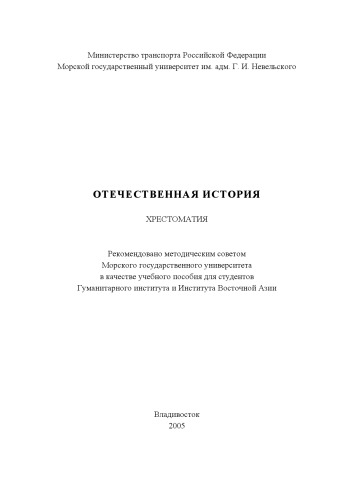 Министерство транспорта Российской Федерации
Морской государственный университет им. адм. Г. И. Невельского
ОТЕЧЕСТВЕННАЯ ИСТОРИЯ
ХРЕСТОМАТИЯ
Рекомендовано методическим советом
Морского государственного университета
в качестве учебного пособия для студентов
Гуманитарного института и Института Восточной Азии
Владивосток
2005